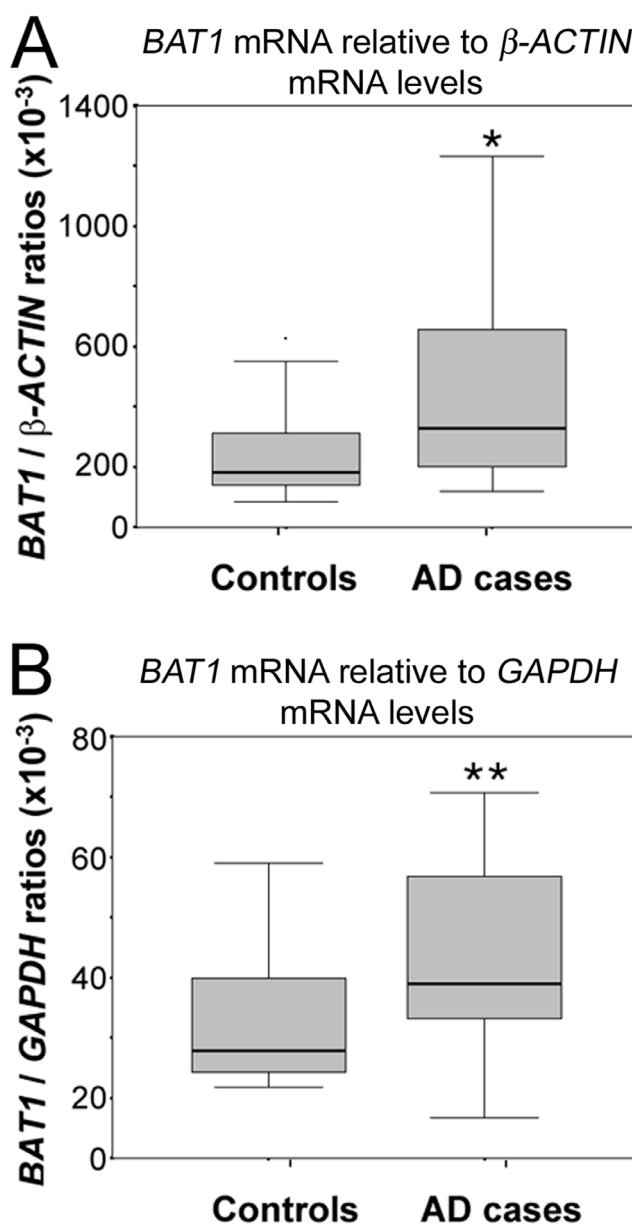 A
BAT1 mRNA relative to β-ACTIN
mRNA levels
BAT1 / β-ACTIN ratios (x10-3)
1400
1000
600
200
0
*
Controls AD cases
B
BAT1 mRNA relative to GAPDH
mRNA levels
BAT1 / GAPDH ratios (x10-3)
80
60
40
20
0
**
Controls AD cases